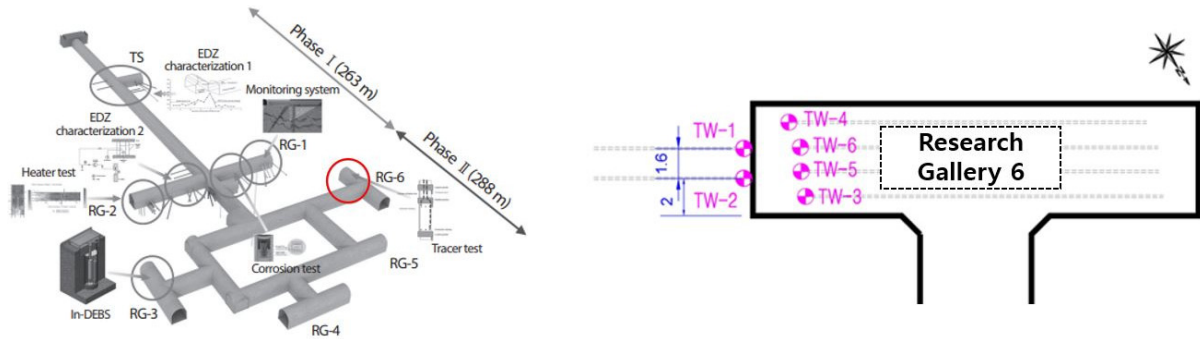 TS
EDZ
characterization 1
Phase I (263 m)
Monitoring system
EDZ
characterization 2
RG-1
Phase II (288 m)
Heater test
RG-2
RG-6
Tracer test
Corrosion test
RG-5
In-DEBS
RG-3
RG-4
N
TW-1
TW-4
TW-6
1.6
Research
Gallery 6
TW-5
TW-2
2
TW-3